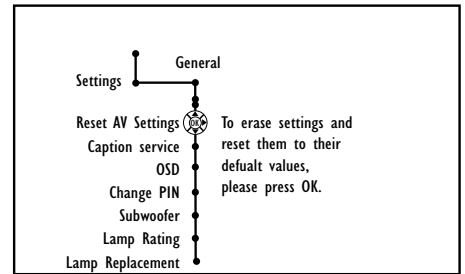 General
Settings
Reset AV Settings
OK
To erase settings and
reset them to their
defualt values,
please press OK.
Caption service
OSD
Change PIN
Subwoofer
Lamp Rating
Lamp Replacement